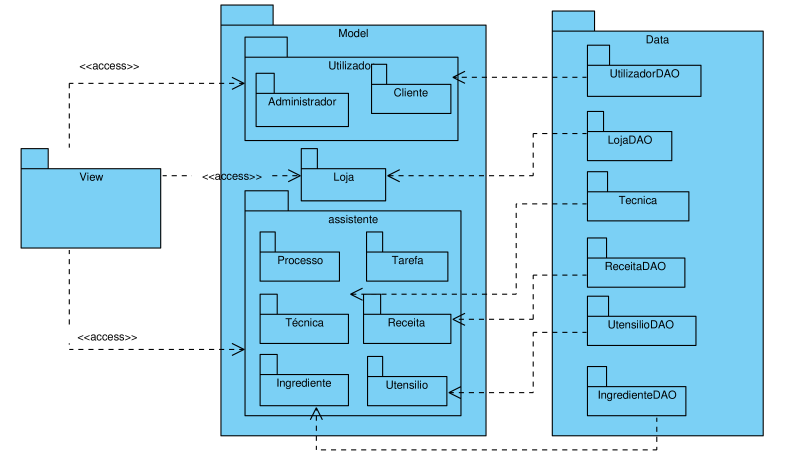 Model
Data
Utilizador
UtilizadorDAO
<<access>>
Administrador
Cliente
LojaDAO
View
<<access>>
Loja
Tecnica
assistente
Processo
Tarefa
ReceitaDAO
Técnica
Receita
UtensilioDAO
<<access>>
Ingrediente
Utensilio
IngredienteDAO